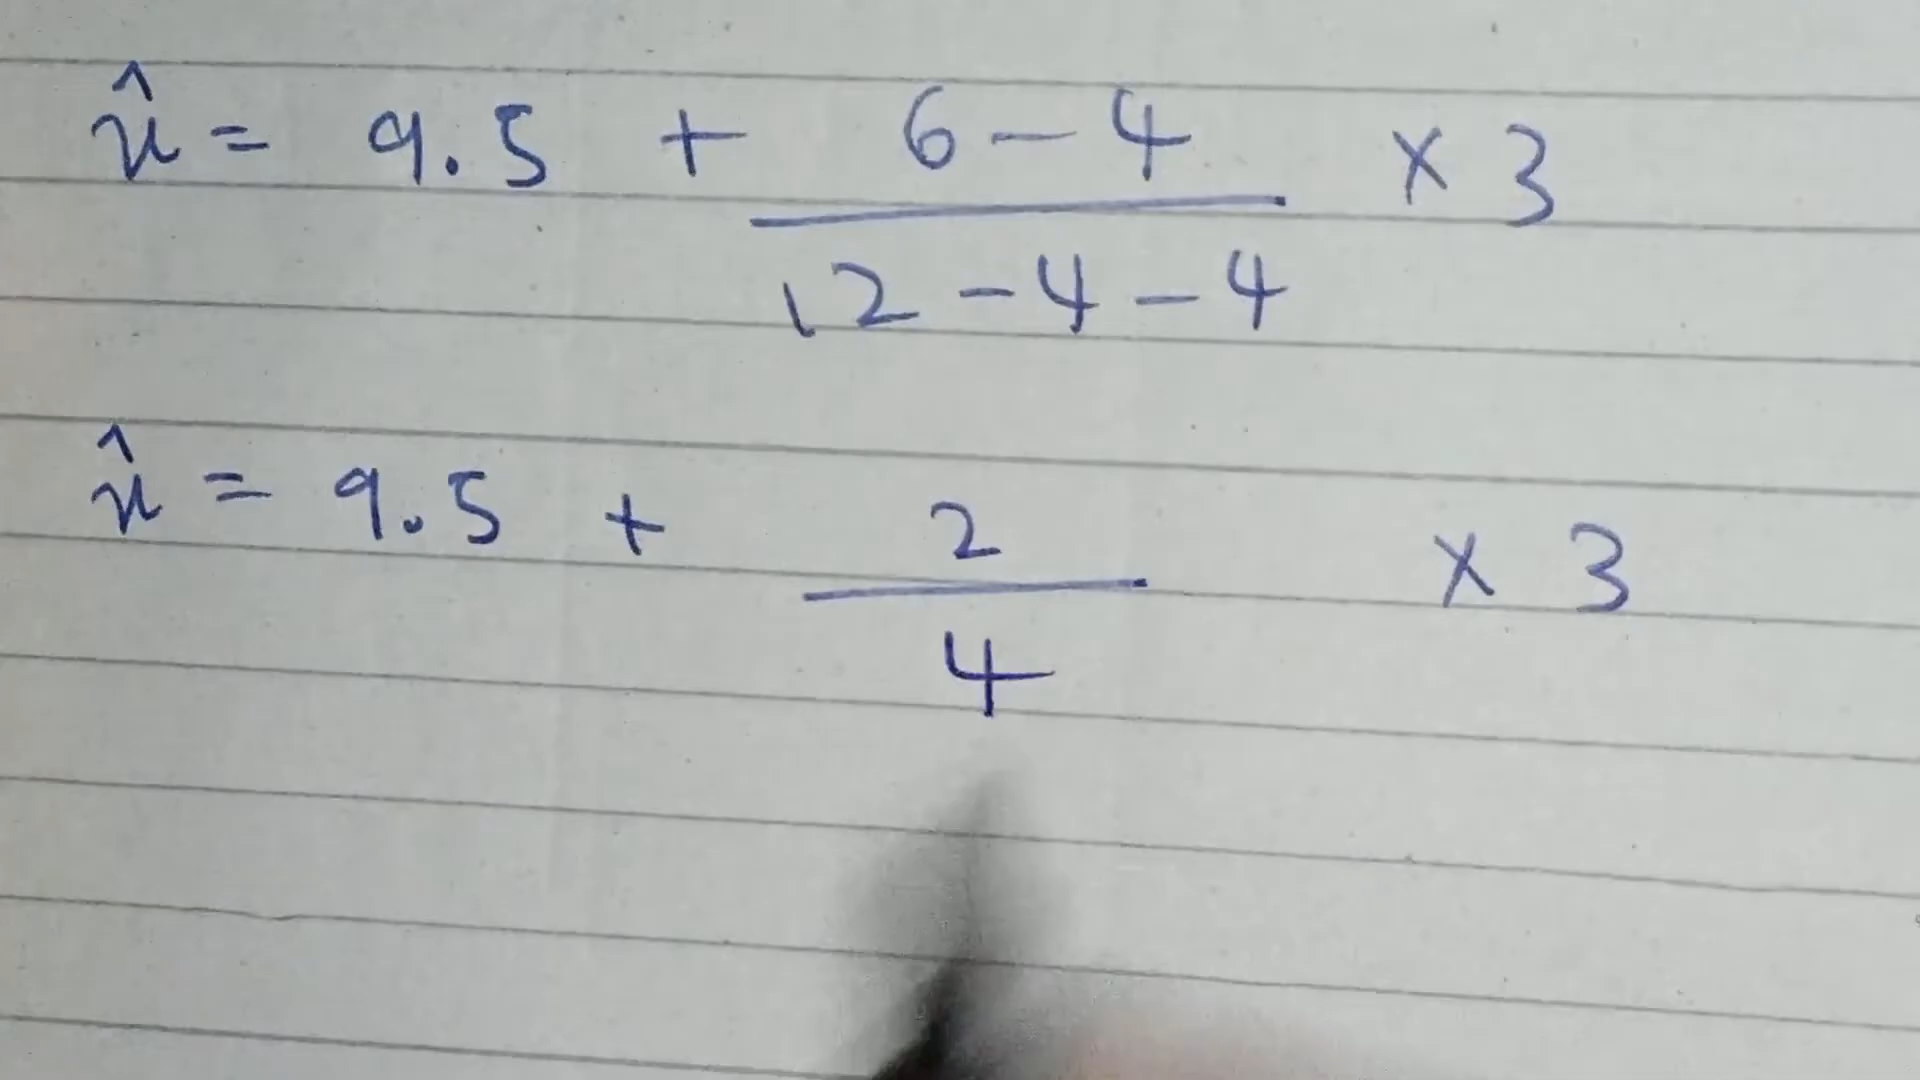 x̂ = 9.5 + (6 - 4)/(12 - 4 - 4) × 3
x̂ = 9.5 + 2/4 × 3